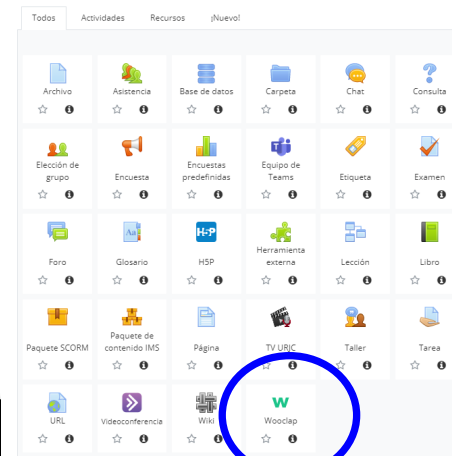 Todos Actividades Recursos ¡Nuevo!
Archivo Asistencia Base de datos Carpeta Chat Consulta
Elección de grupo Encuesta Encuestas predefinidas Equipo de Teams Etiqueta Examen
Foro Glosario H5P Herramienta externa Lección Libro
Paquete SCORM Paquete de contenido IMS Página TV URJC Taller Tarea
URL Videoconferencia Wiki Wooclap